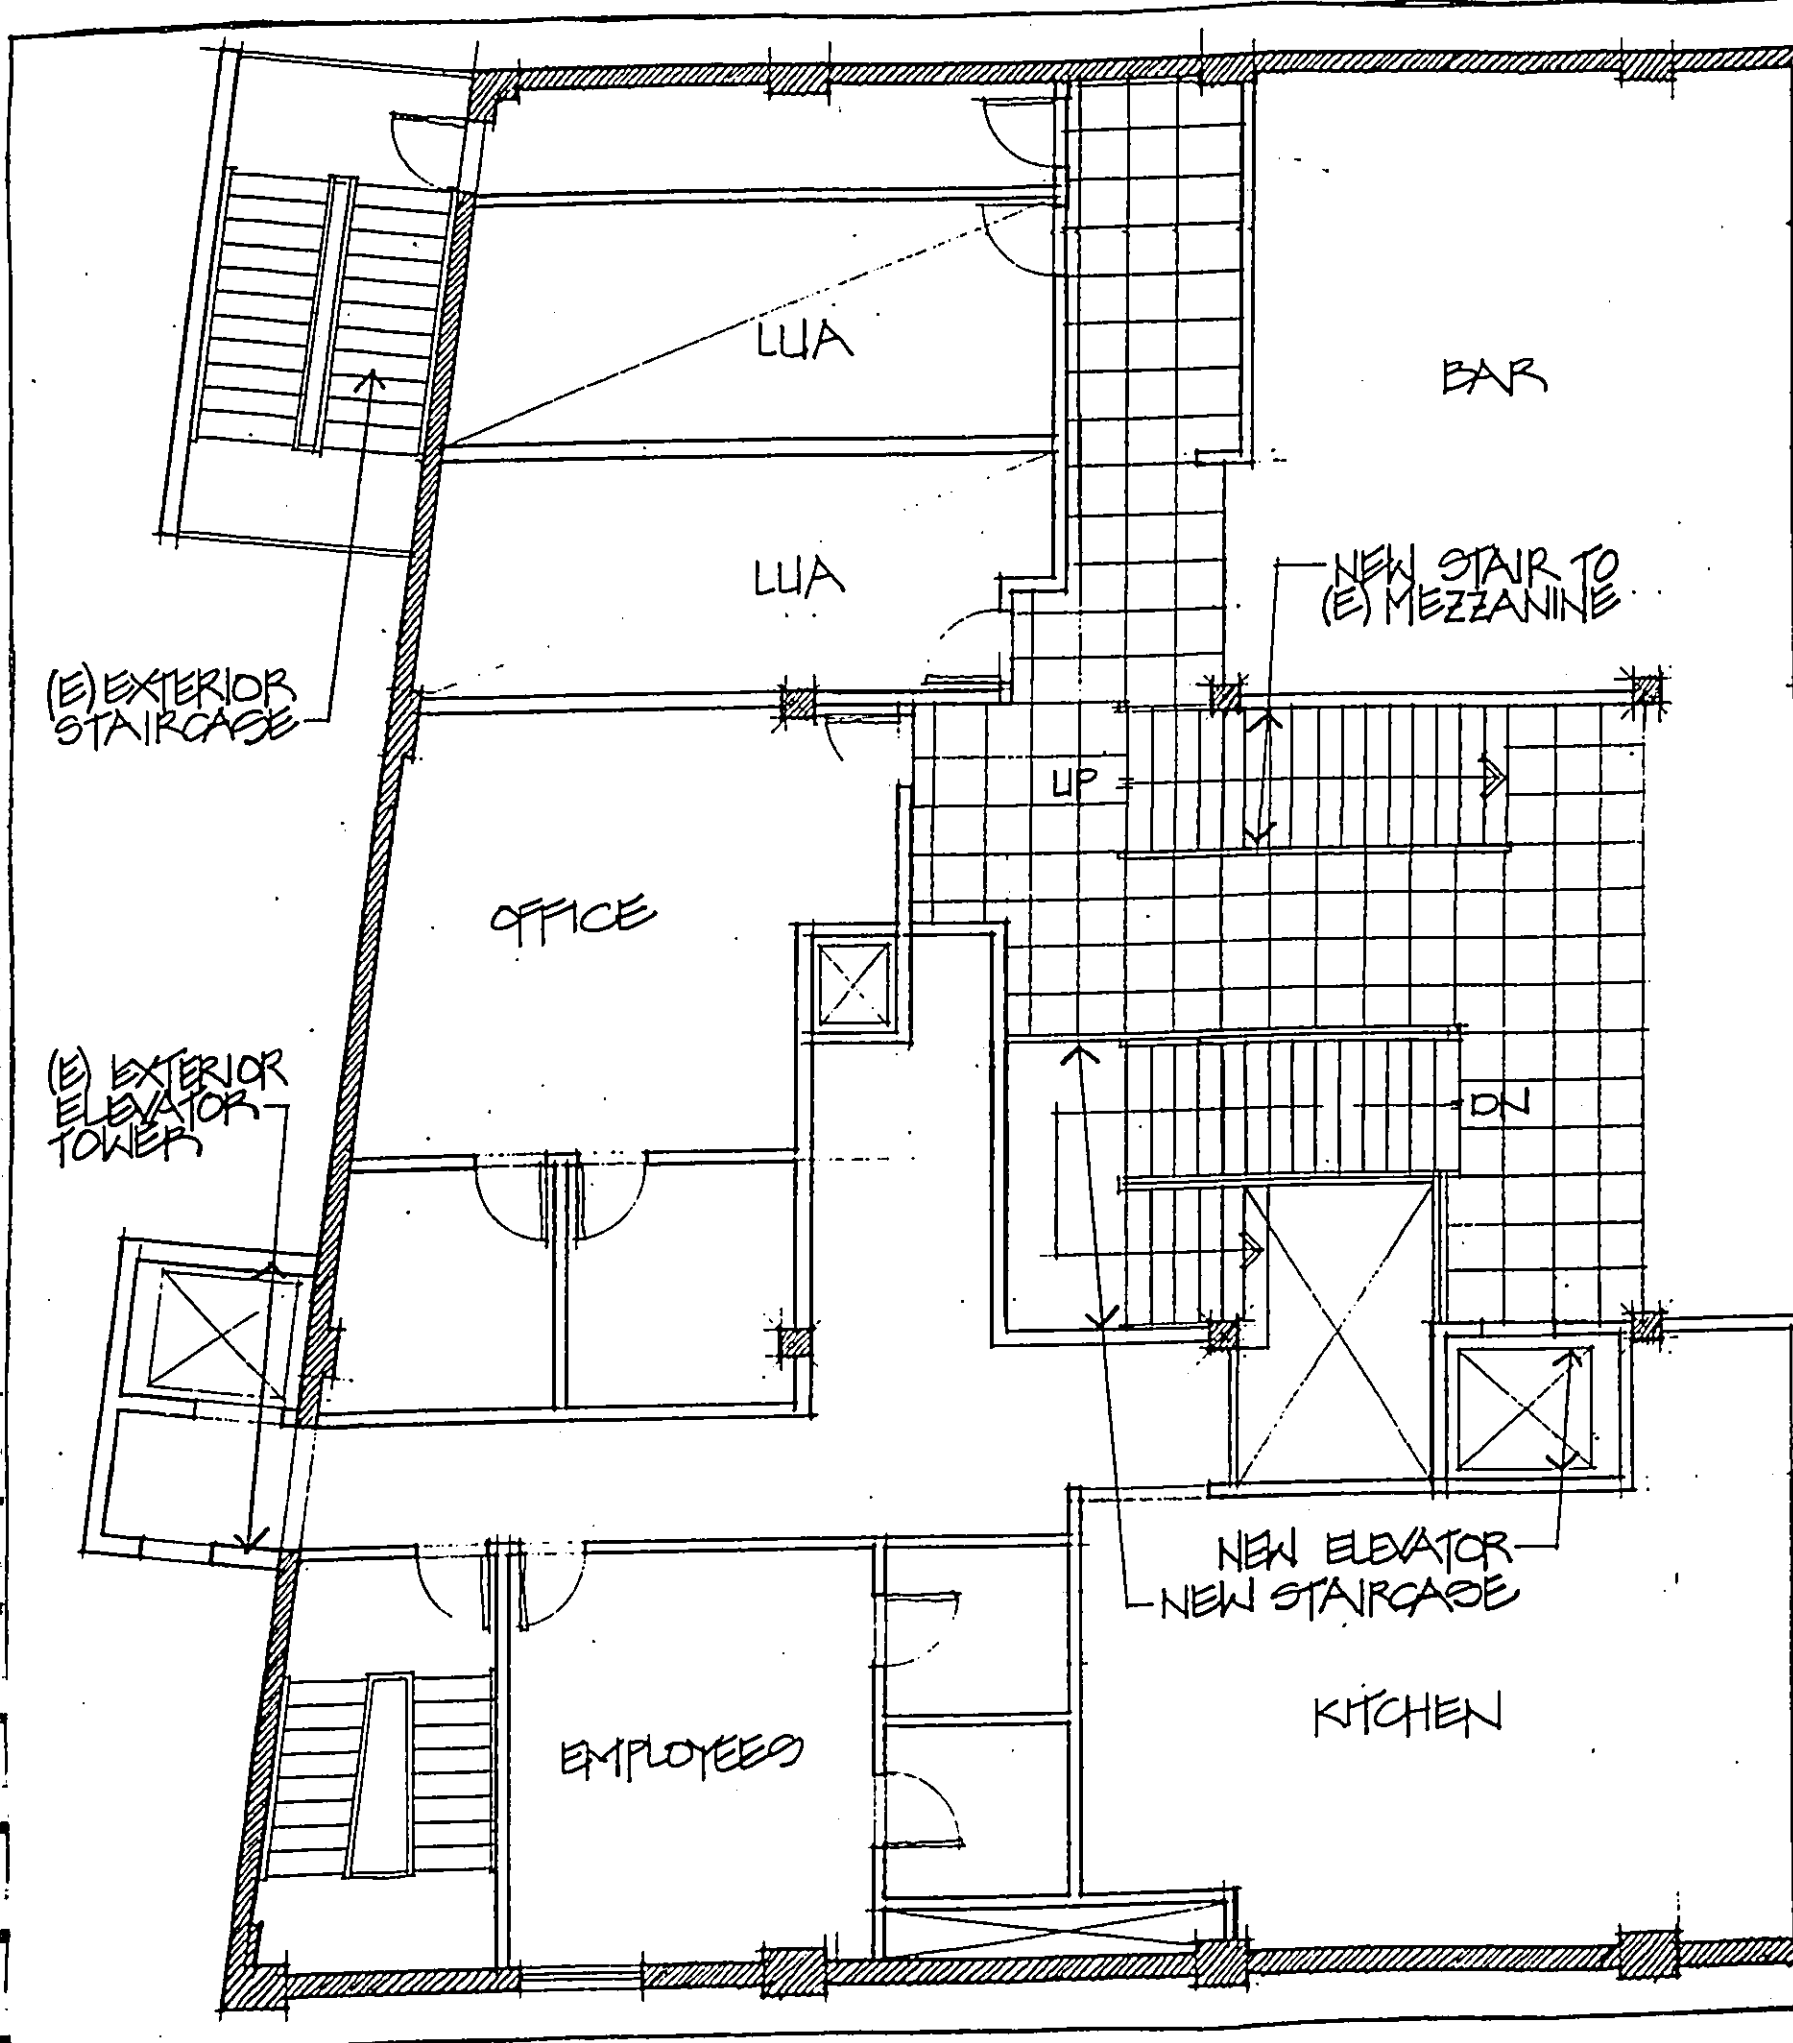 LUA
BAR
LUA
NEW STAIR TO
(E) MEZZANINE
(E) EXTERIOR
STAIRCASE
UP
OFFICE
(E) EXTERIOR
ELEVATOR
TOWER
DN
NEW ELEVATOR
NEW STAIRCASE
KITCHEN
EMPLOYEES